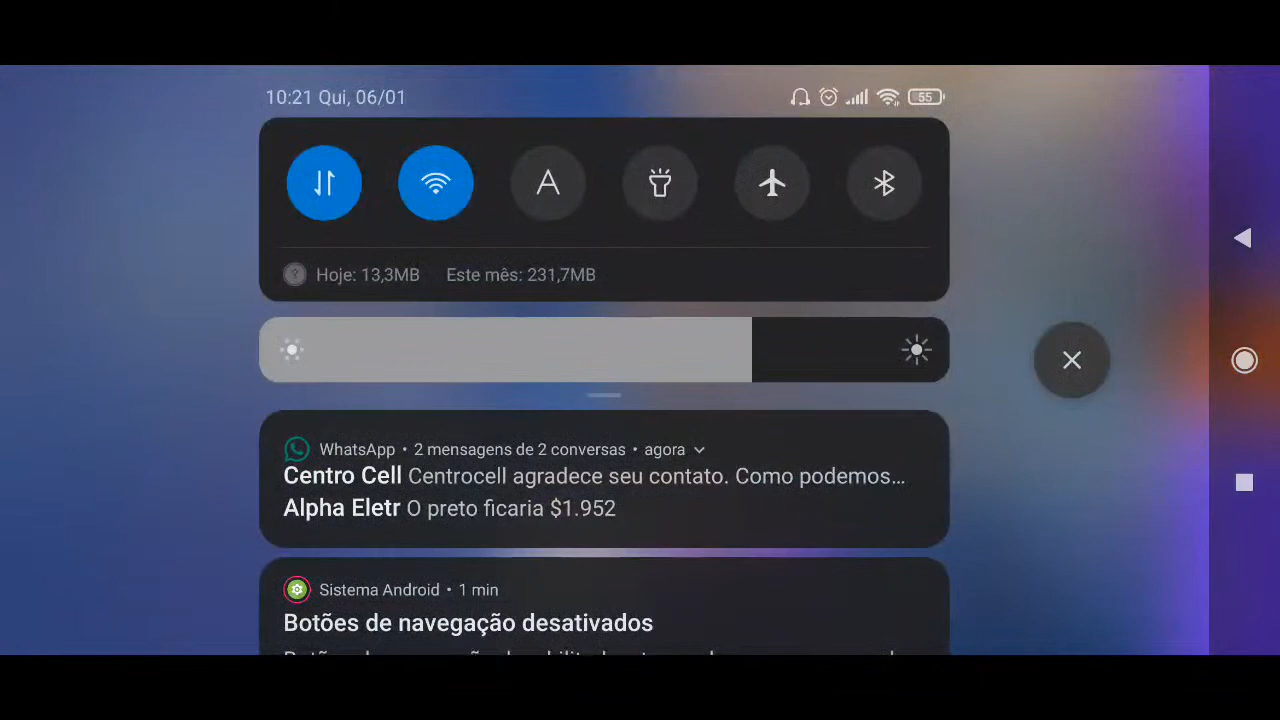 10:21 Qui, 06/01
55
A
Hoje: 13,3MB Este mês: 231,7MB
WhatsApp • 2 mensagens de 2 conversas • agora
Centro Cell Centrocell agradece seu contato. Como podemos…
Alpha Eletr O preto ficaria $1.952
Sistema Android • 1 min
Botões de navegação desativados